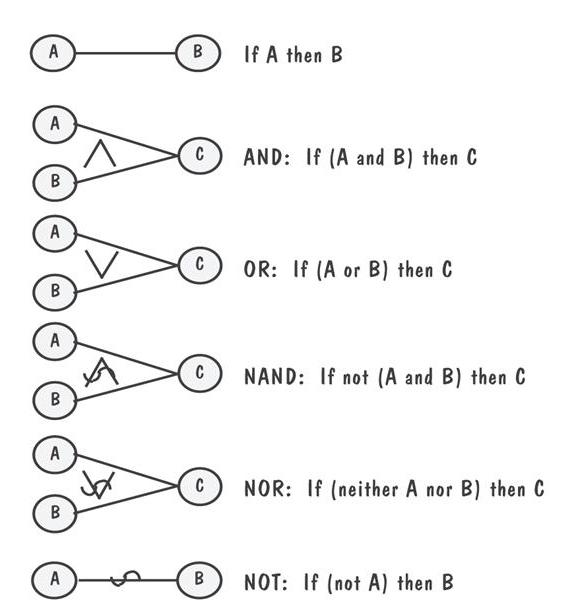 A B If A then B
A
∧ C AND: If (A and B) then C
B
A
∨ C OR: If (A or B) then C
B
A
C NAND: If not (A and B) then C
B
A
C NOR: If (neither A nor B) then C
B
A B NOT: If (not A) then B